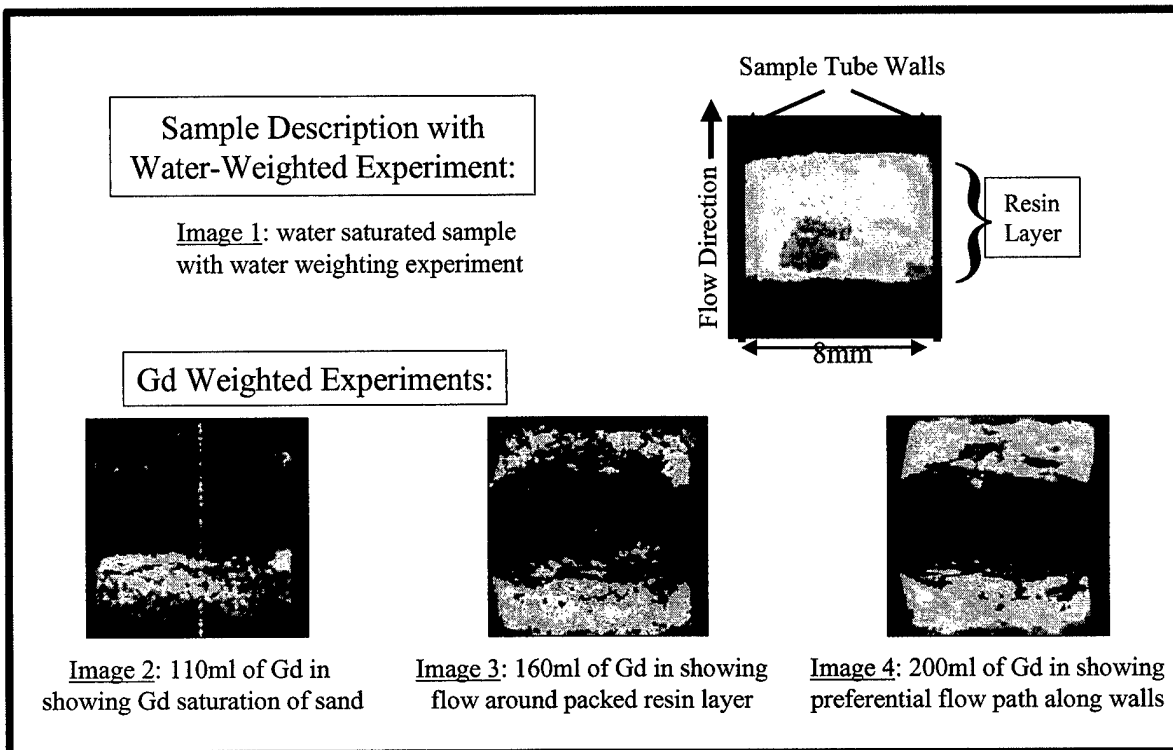 Sample Tube Walls
Sample Description with
Water-Weighted Experiment:
Flow Direction
Resin
Layer
Image 1: water saturated sample
with water weighting experiment
8mm
Gd Weighted Experiments:
Image 2: 110ml of Gd in
showing Gd saturation of sand
Image 3: 160ml of Gd in showing
flow around packed resin layer
Image 4: 200ml of Gd in showing
preferential flow path along walls